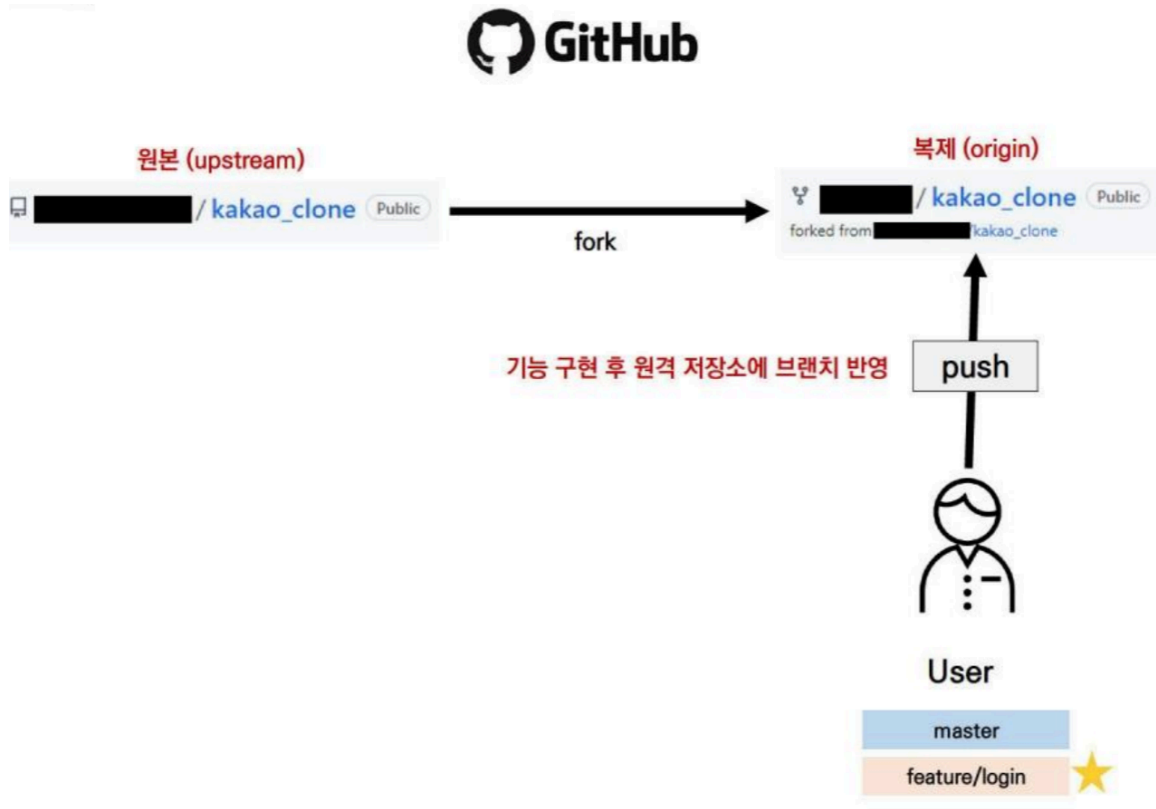 GitHub
원본 (upstream)
/ kakao_clone Public
복제 (origin)
/ kakao_clone Public
forked from /kakao_clone
fork
기능 구현 후 원격 저장소에 브랜치 반영
push
User
master
feature/login